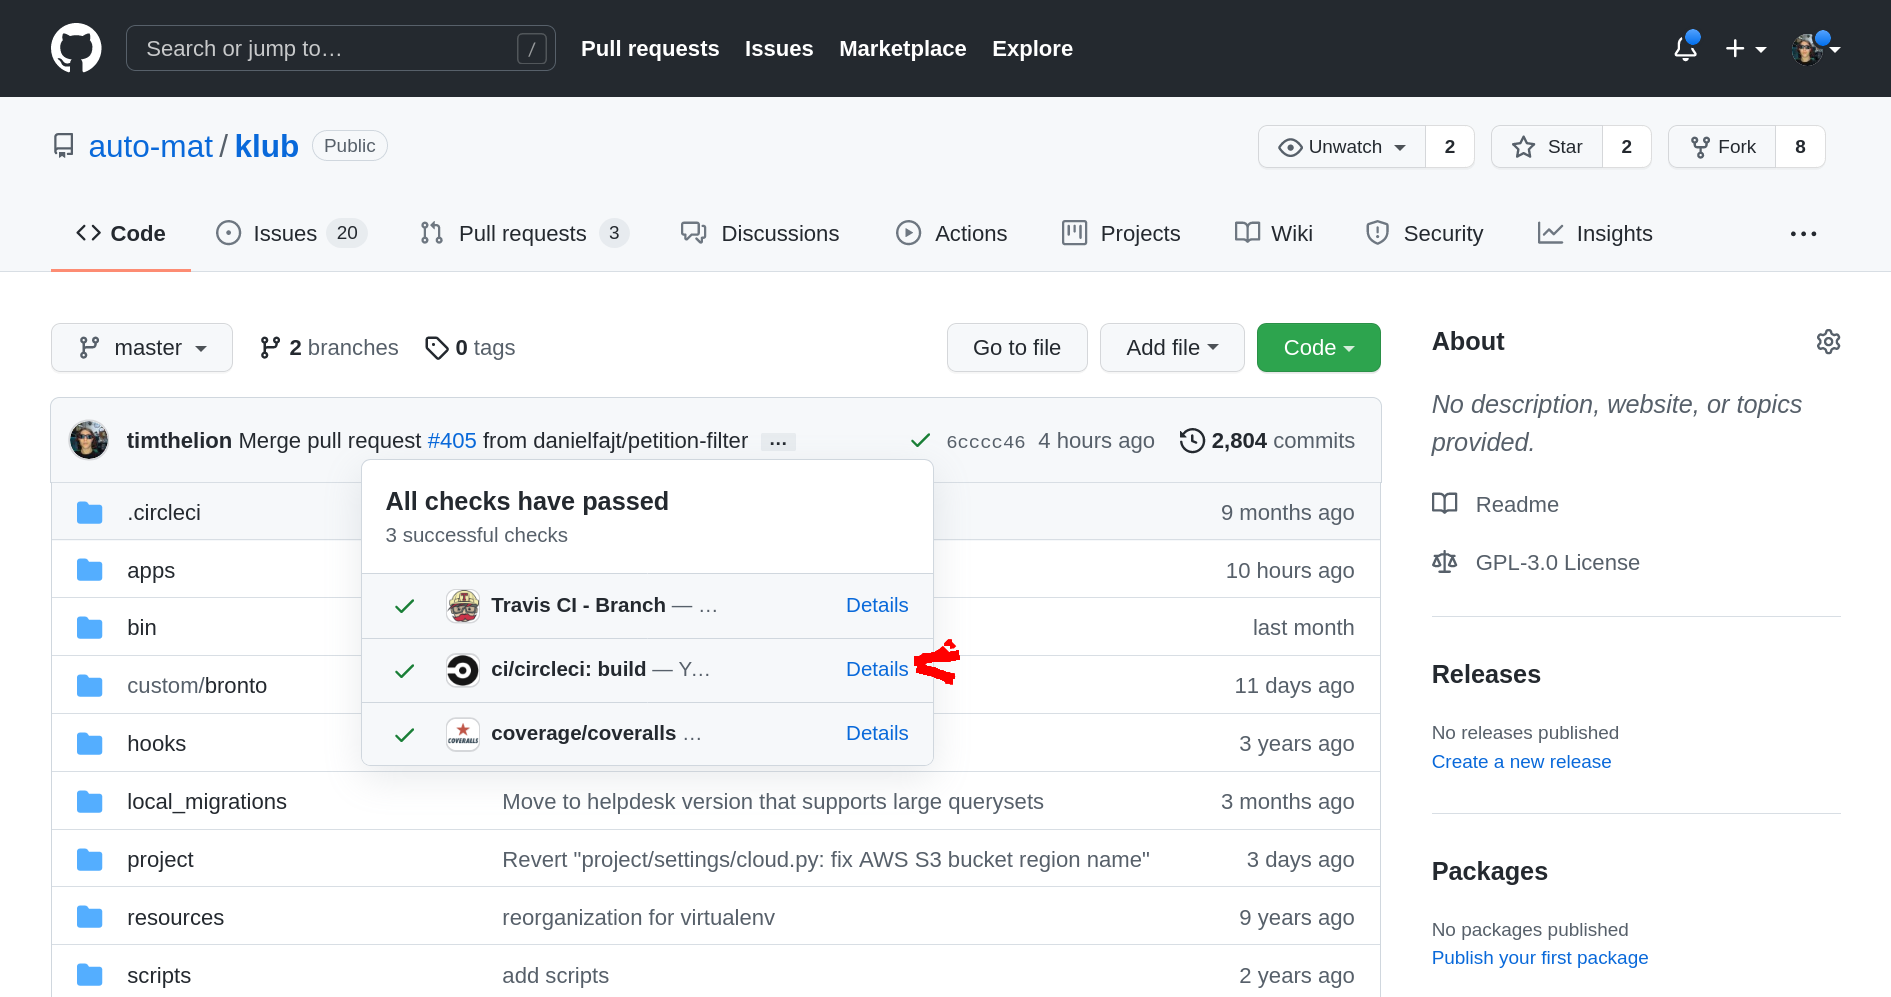 Search or jump to… / Pull requests Issues Marketplace Explore
auto-mat / klub Public Unwatch 2 Star 2 Fork 8
Code Issues 20 Pull requests 3 Discussions Actions Projects Wiki Security Insights ...
master 2 branches 0 tags Go to file Add file Code
timthelion Merge pull request #405 from danielfajt/petition-filter ... 6cccc46 4 hours ago 2,804 commits
All checks have passed
3 successful checks
Travis CI - Branch — … Details
ci/circleci: build — Y… Details
COVERALLS coverage/coveralls … Details
.circleci 9 months ago
apps 10 hours ago
bin last month
custom/bronto 11 days ago
hooks 3 years ago
local_migrations Move to helpdesk version that supports large querysets 3 months ago
project Revert "project/settings/cloud.py: fix AWS S3 bucket region name" 3 days ago
resources reorganization for virtualenv 9 years ago
scripts add scripts 2 years ago
About
No description, website, or topics
provided.
Readme
GPL-3.0 License
Releases
No releases published
Create a new release
Packages
No packages published
Publish your first package